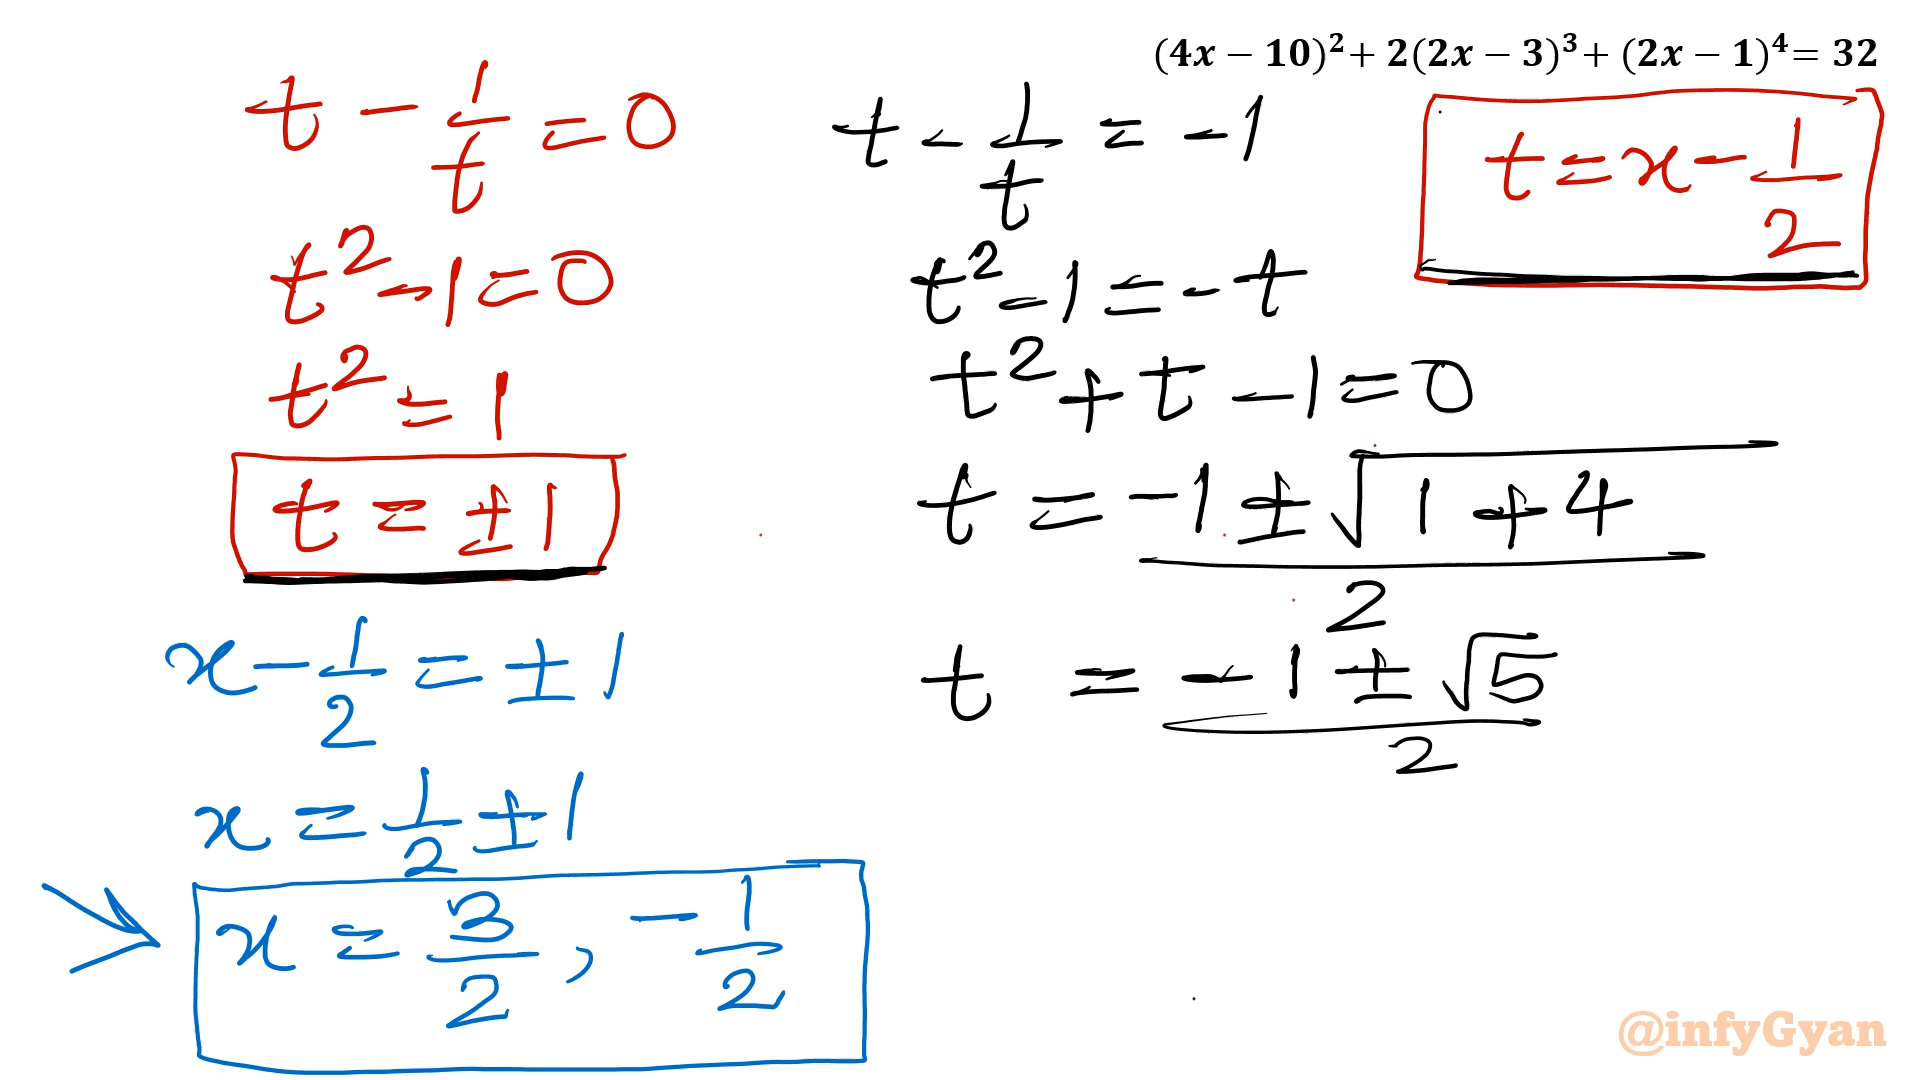 (4x − 10)² + 2(2x − 3)³ + (2x − 1)⁴ = 32
t − 1/t = 0
t² − 1 = 0
t² = 1
t = ±1
x − 1/2 = ±1
x = 1/2 ± 1
x = 3/2 , −1/2
t − 1/t = −1
t² − 1 = −t
t² + t − 1 = 0
t = (−1 ± √(1 + 4))/2
t = (−1 ± √5)/2
t = x − 1/2
@infyGyan